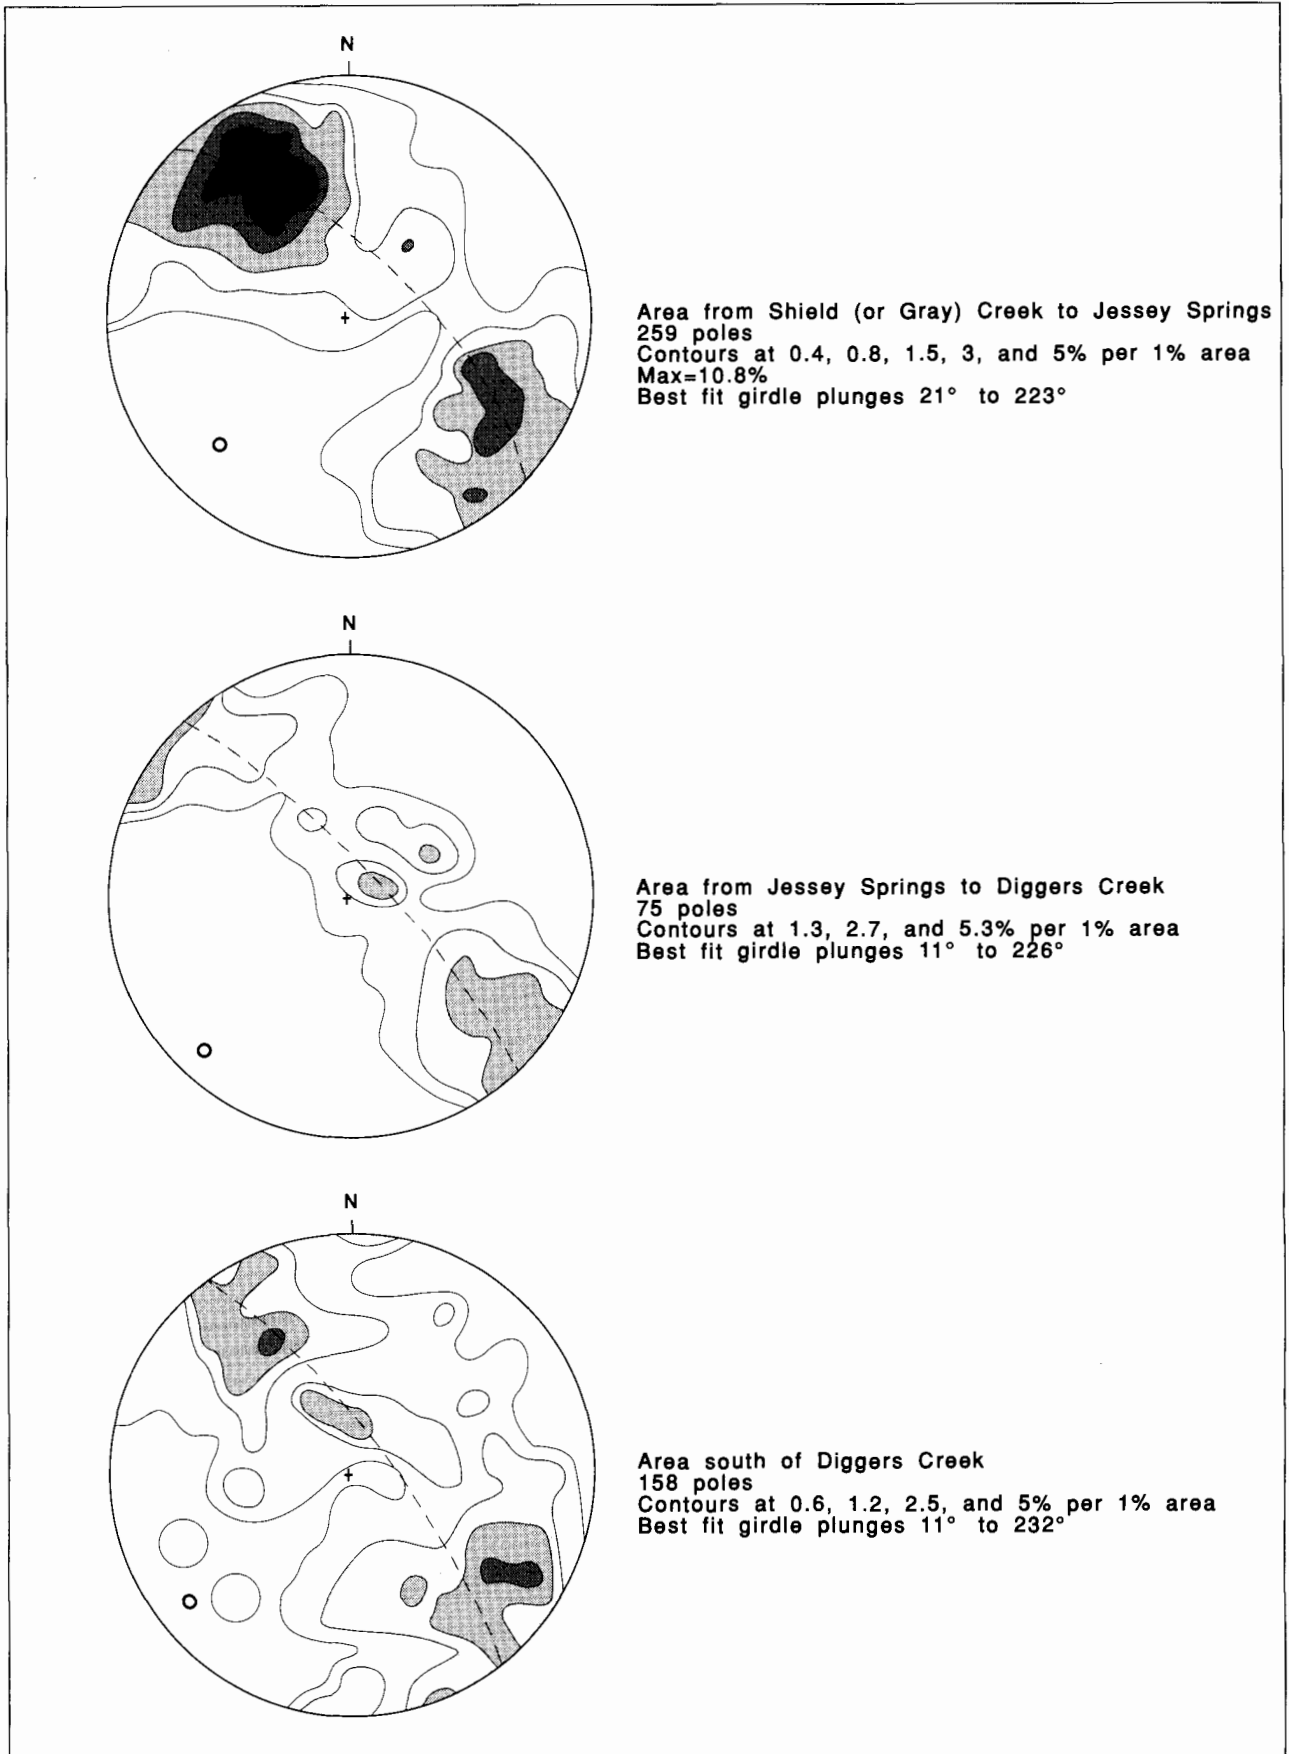 N
Area from Shield (or Gray) Creek to Jessey Springs
259 poles
Contours at 0.4, 0.8, 1.5, 3, and 5% per 1% area
Max=10.8%
Best fit girdle plunges 21° to 223°
N
Area from Jessey Springs to Diggers Creek
75 poles
Contours at 1.3, 2.7, and 5.3% per 1% area
Best fit girdle plunges 11° to 226°
N
Area south of Diggers Creek
158 poles
Contours at 0.6, 1.2, 2.5, and 5% per 1% area
Best fit girdle plunges 11° to 232°